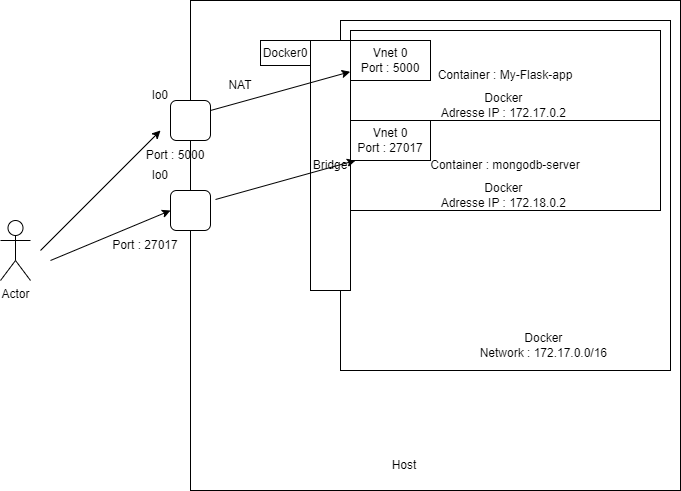 Docker0
Vnet 0
Port : 5000
Container : My-Flask-app
NAT
Io0
Docker
Adresse IP : 172.17.0.2
Vnet 0
Port : 27017
Port : 5000
Bridge
Container : mongodb-server
Io0
Docker
Adresse IP : 172.18.0.2
Port : 27017
Actor
Docker
Network : 172.17.0.0/16
Host